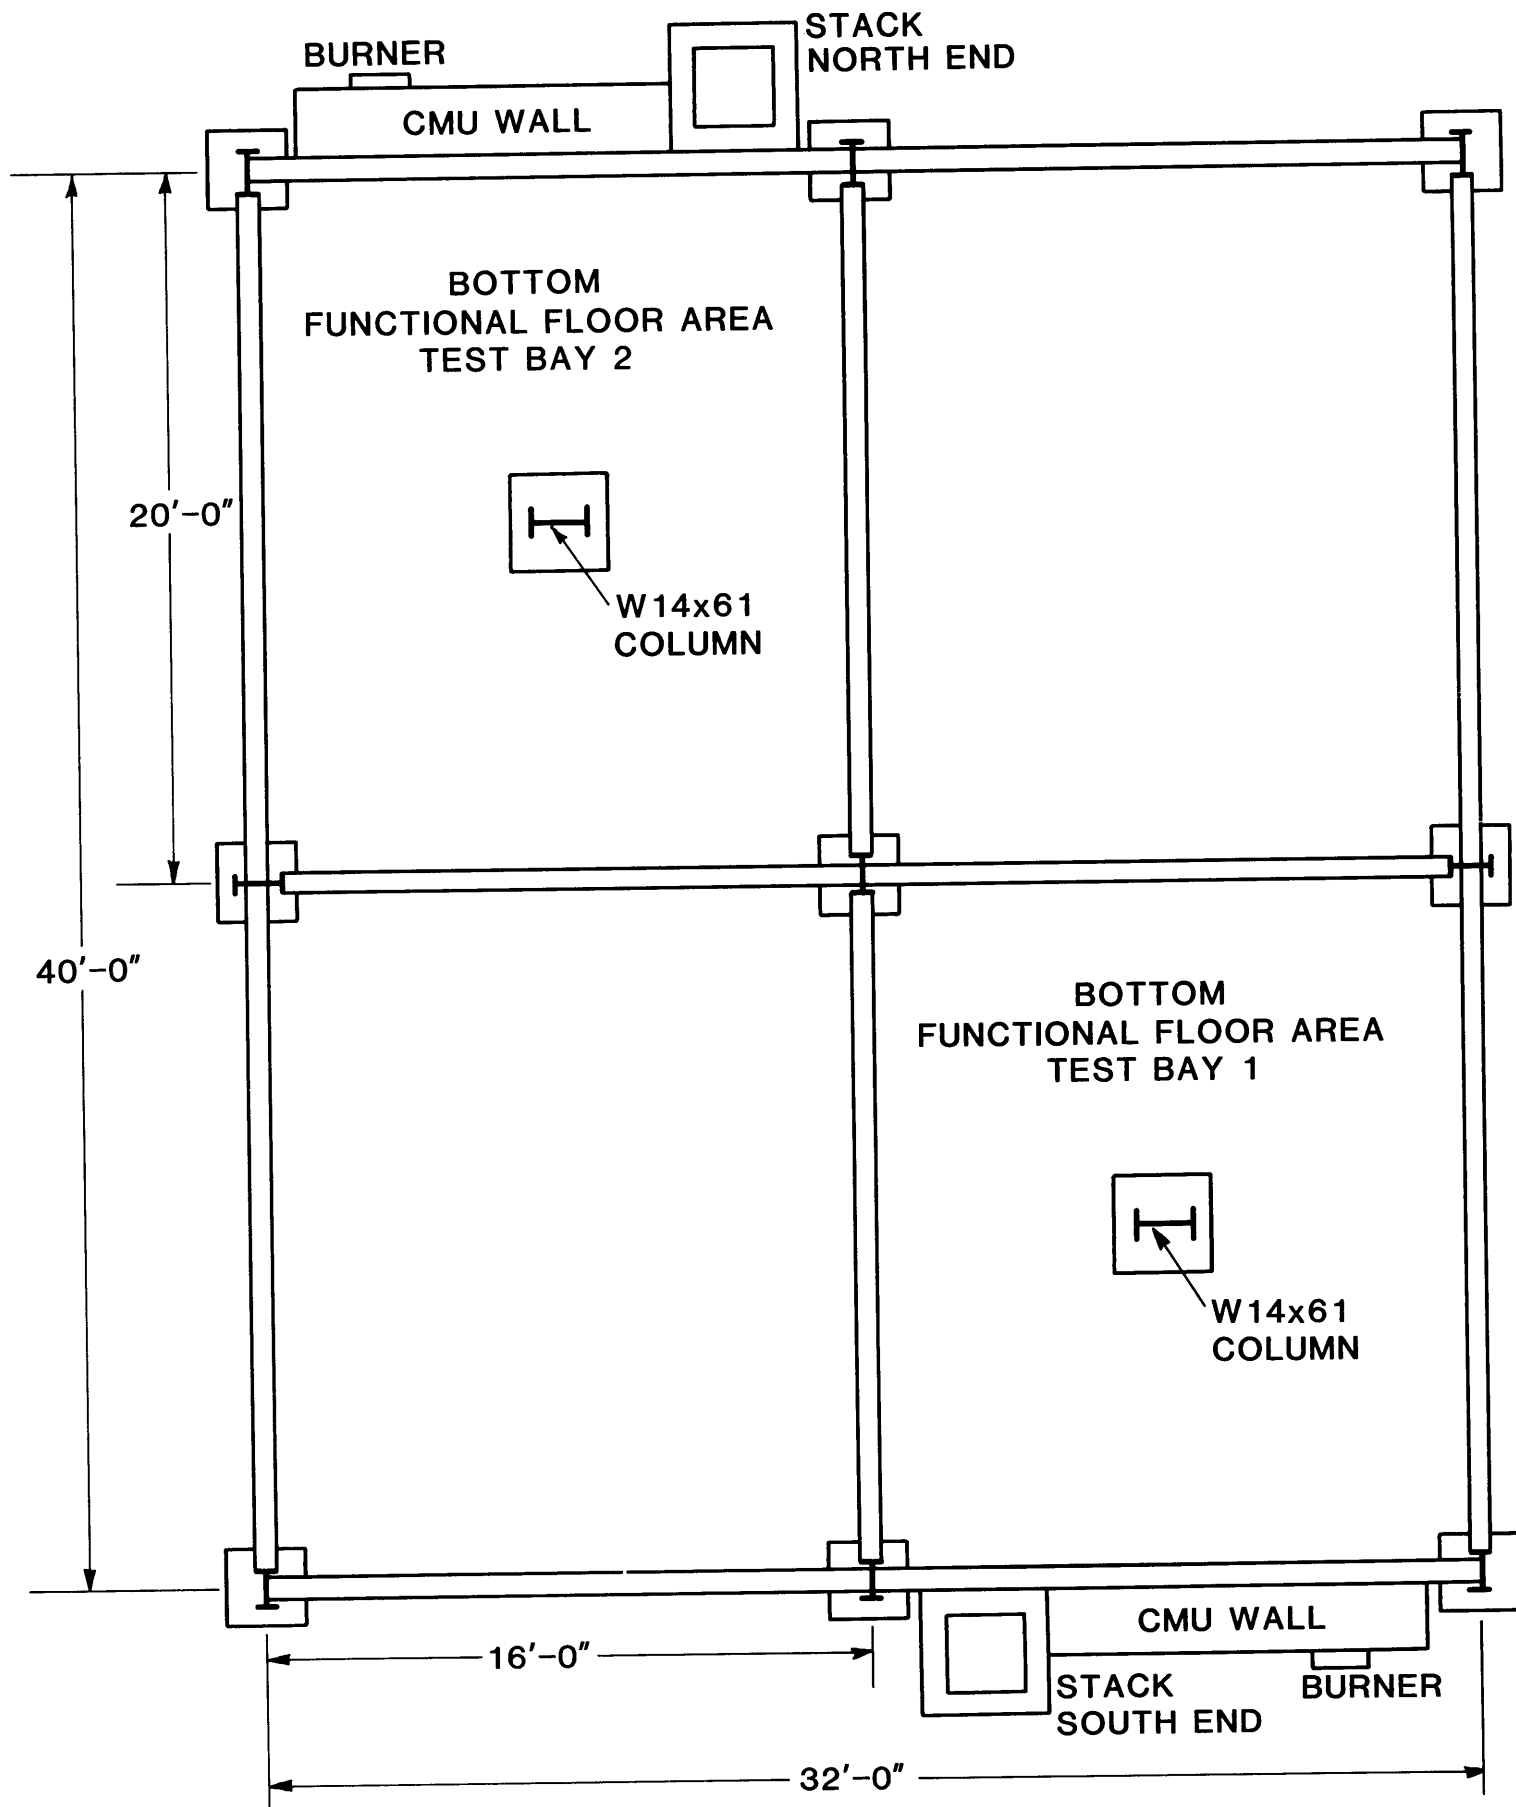 STACK
NORTH END
BURNER
CMU WALL
BOTTOM
FUNCTIONAL FLOOR AREA
TEST BAY 2
20'-0"
W14x61
COLUMN
40'-0"
BOTTOM
FUNCTIONAL FLOOR AREA
TEST BAY 1
W14x61
COLUMN
CMU WALL
16'-0"
STACK
SOUTH END
BURNER
32'-0"